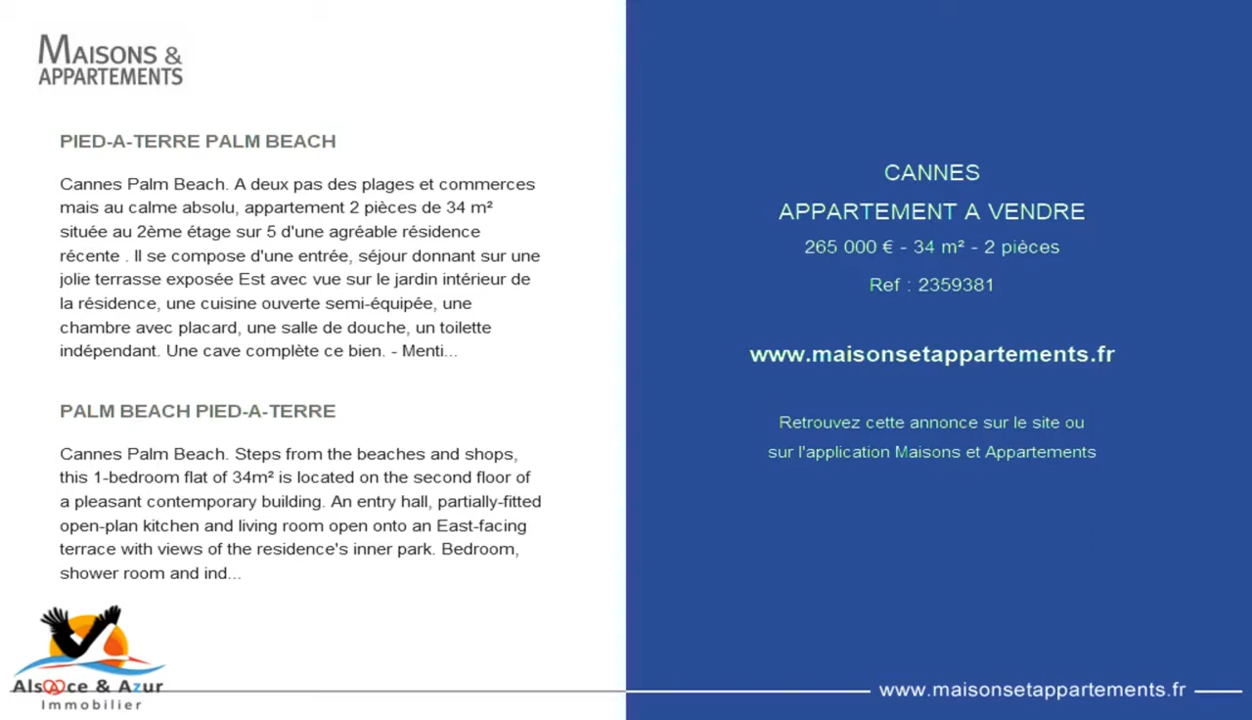 MAISONS &
APPARTEMENTS
PIED-A-TERRE PALM BEACH
Cannes Palm Beach. A deux pas des plages et commerces
mais au calme absolu, appartement 2 pièces de 34 m²
située au 2ème étage sur 5 d'une agréable résidence
récente . Il se compose d'une entrée, séjour donnant sur une
jolie terrasse exposée Est avec vue sur le jardin intérieur de
la résidence, une cuisine ouverte semi-équipée, une
chambre avec placard, une salle de douche, un toilette
indépendant. Une cave complète ce bien. - Menti...
PALM BEACH PIED-A-TERRE
Cannes Palm Beach. Steps from the beaches and shops,
this 1-bedroom flat of 34m² is located on the second floor of
a pleasant contemporary building. An entry hall, partially-fitted
open-plan kitchen and living room open onto an East-facing
terrace with views of the residence's inner park. Bedroom,
shower room and ind...
Alsace & Azur
Immobilier
CANNES
APPARTEMENT A VENDRE
265 000 € - 34 m² - 2 pièces
Ref : 2359381
www.maisonsetappartements.fr
Retrouvez cette annonce sur le site ou
sur l'application Maisons et Appartements
www.maisonsetappartements.fr